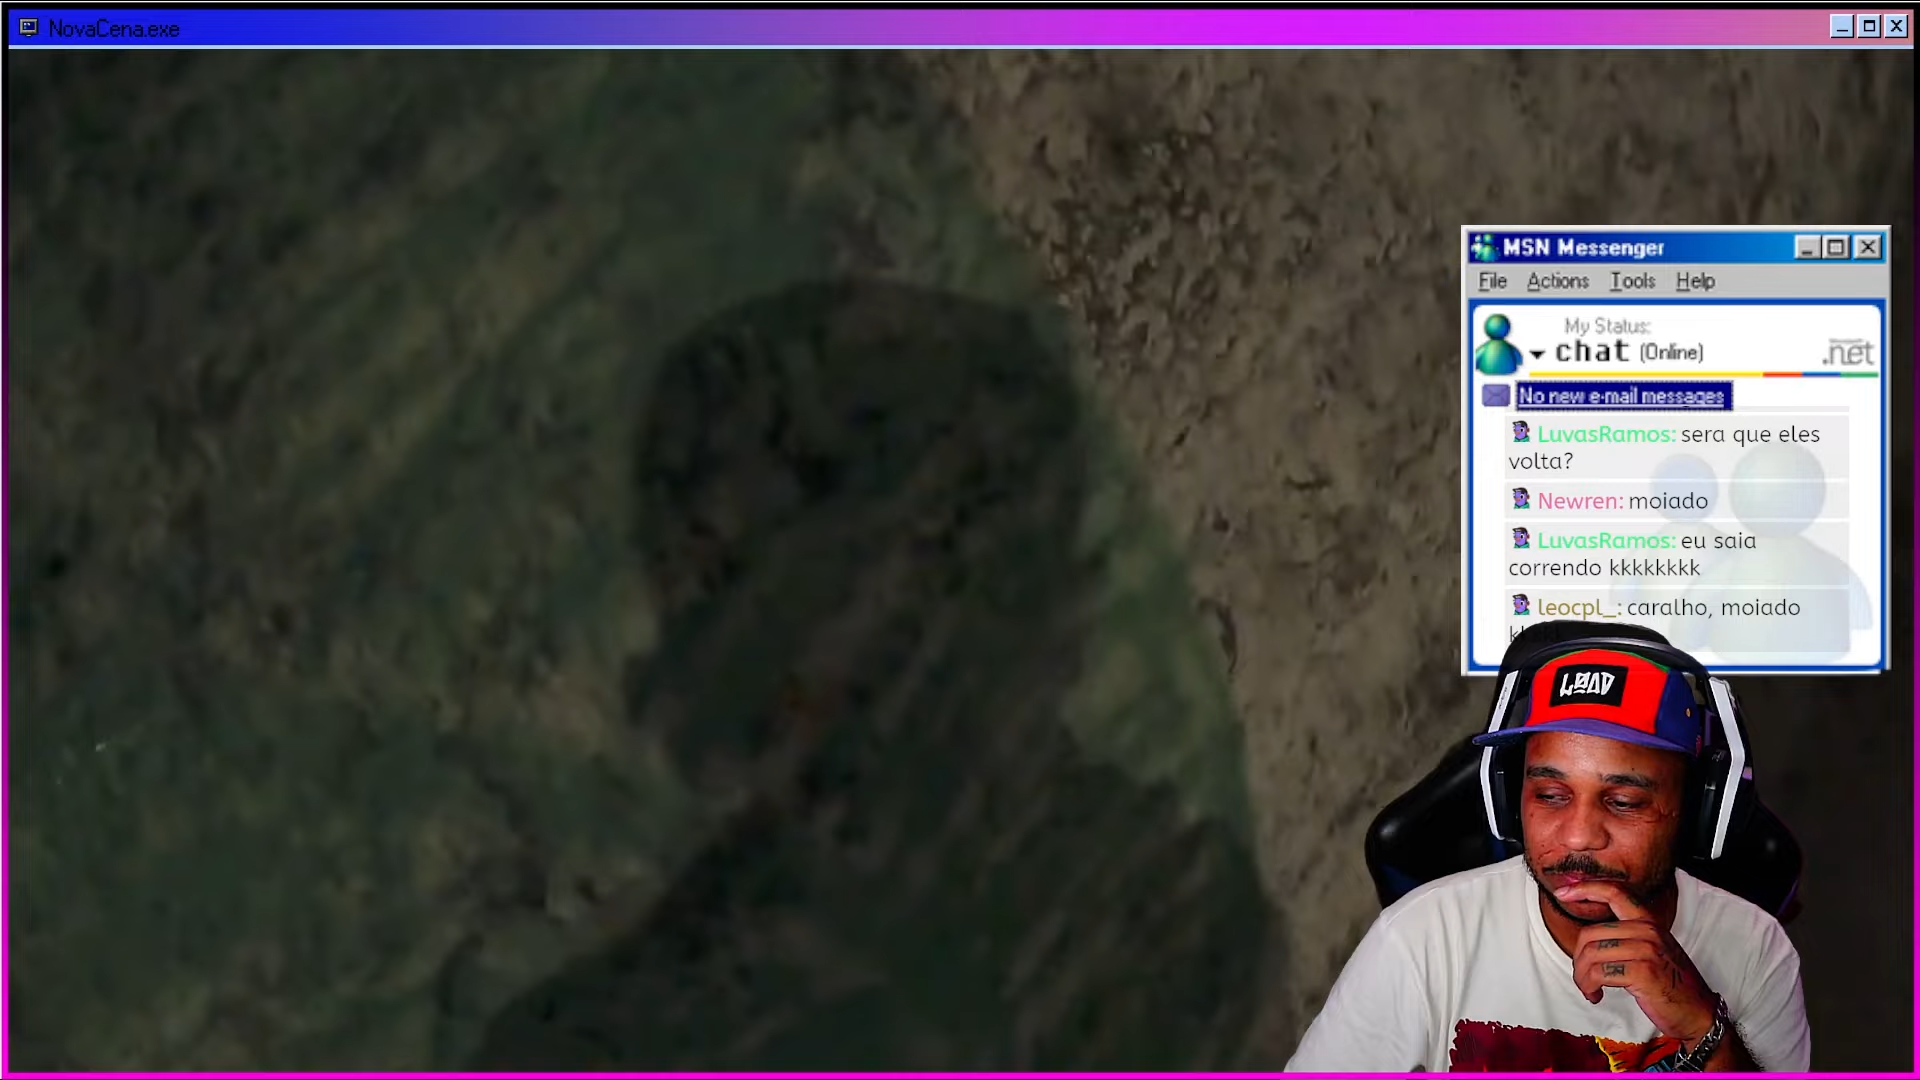 NovaCena.exe
MSN Messenger
File Actions Tools Help
My Status:
chat (Online)
.net
No new e-mail messages
LuvasRamos: sera que eles
volta?
Newren: moiado
LuvasRamos: eu saia
correndo kkkkkkkk
leocpl_: caralho, moiado
LØAD